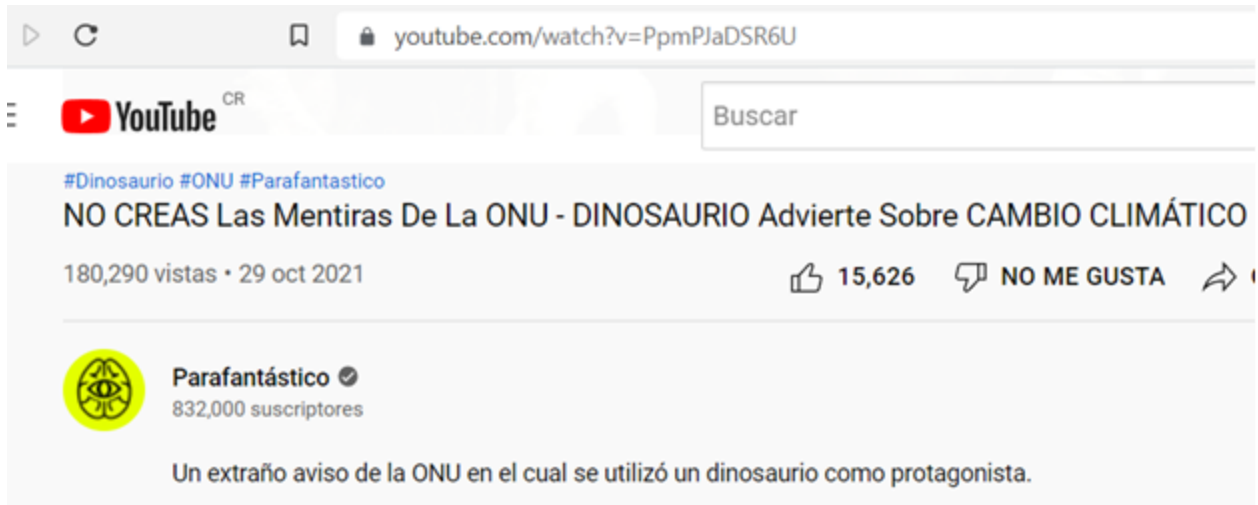 youtube.com/watch?v=PpmPJaDSR6U
YouTube CR
Buscar
#Dinosaurio #ONU #Parafantastico
NO CREAS Las Mentiras De La ONU - DINOSAURIO Advierte Sobre CAMBIO CLIMÁTICO
180,290 vistas • 29 oct 2021
15,626 NO ME GUSTA
Parafantástico
832,000 suscriptores
Un extraño aviso de la ONU en el cual se utilizó un dinosaurio como protagonista.